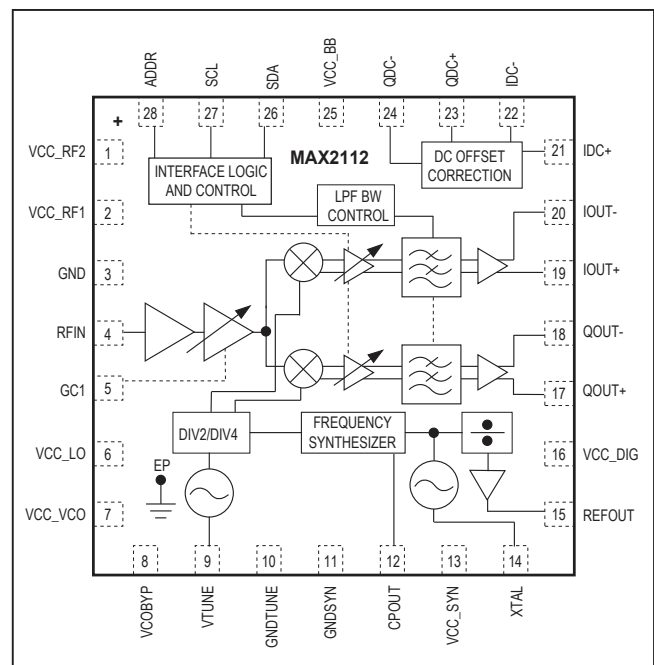 ADDR
SCL
SDA
VCC_BB
QDC-
QDC+
IDC-
28
27
26
25
24
23
22
+
VCC_RF2
1
INTERFACE LOGIC
AND CONTROL
MAX2112
DC OFFSET
CORRECTION
21
IDC+
VCC_RF1
2
LPF BW
CONTROL
20
IOUT-
GND
3
19
IOUT+
RFIN
4
18
QOUT-
GC1
5
17
QOUT+
DIV2/DIV4
FREQUENCY
SYNTHESIZER
VCC_LO
6
EP
16
VCC_DIG
VCC_VCO
7
15
REFOUT
8
9
10
11
12
13
14
VCOBYP
VTUNE
GNDTUNE
GNDSYN
CPOUT
VCC_SYN
XTAL